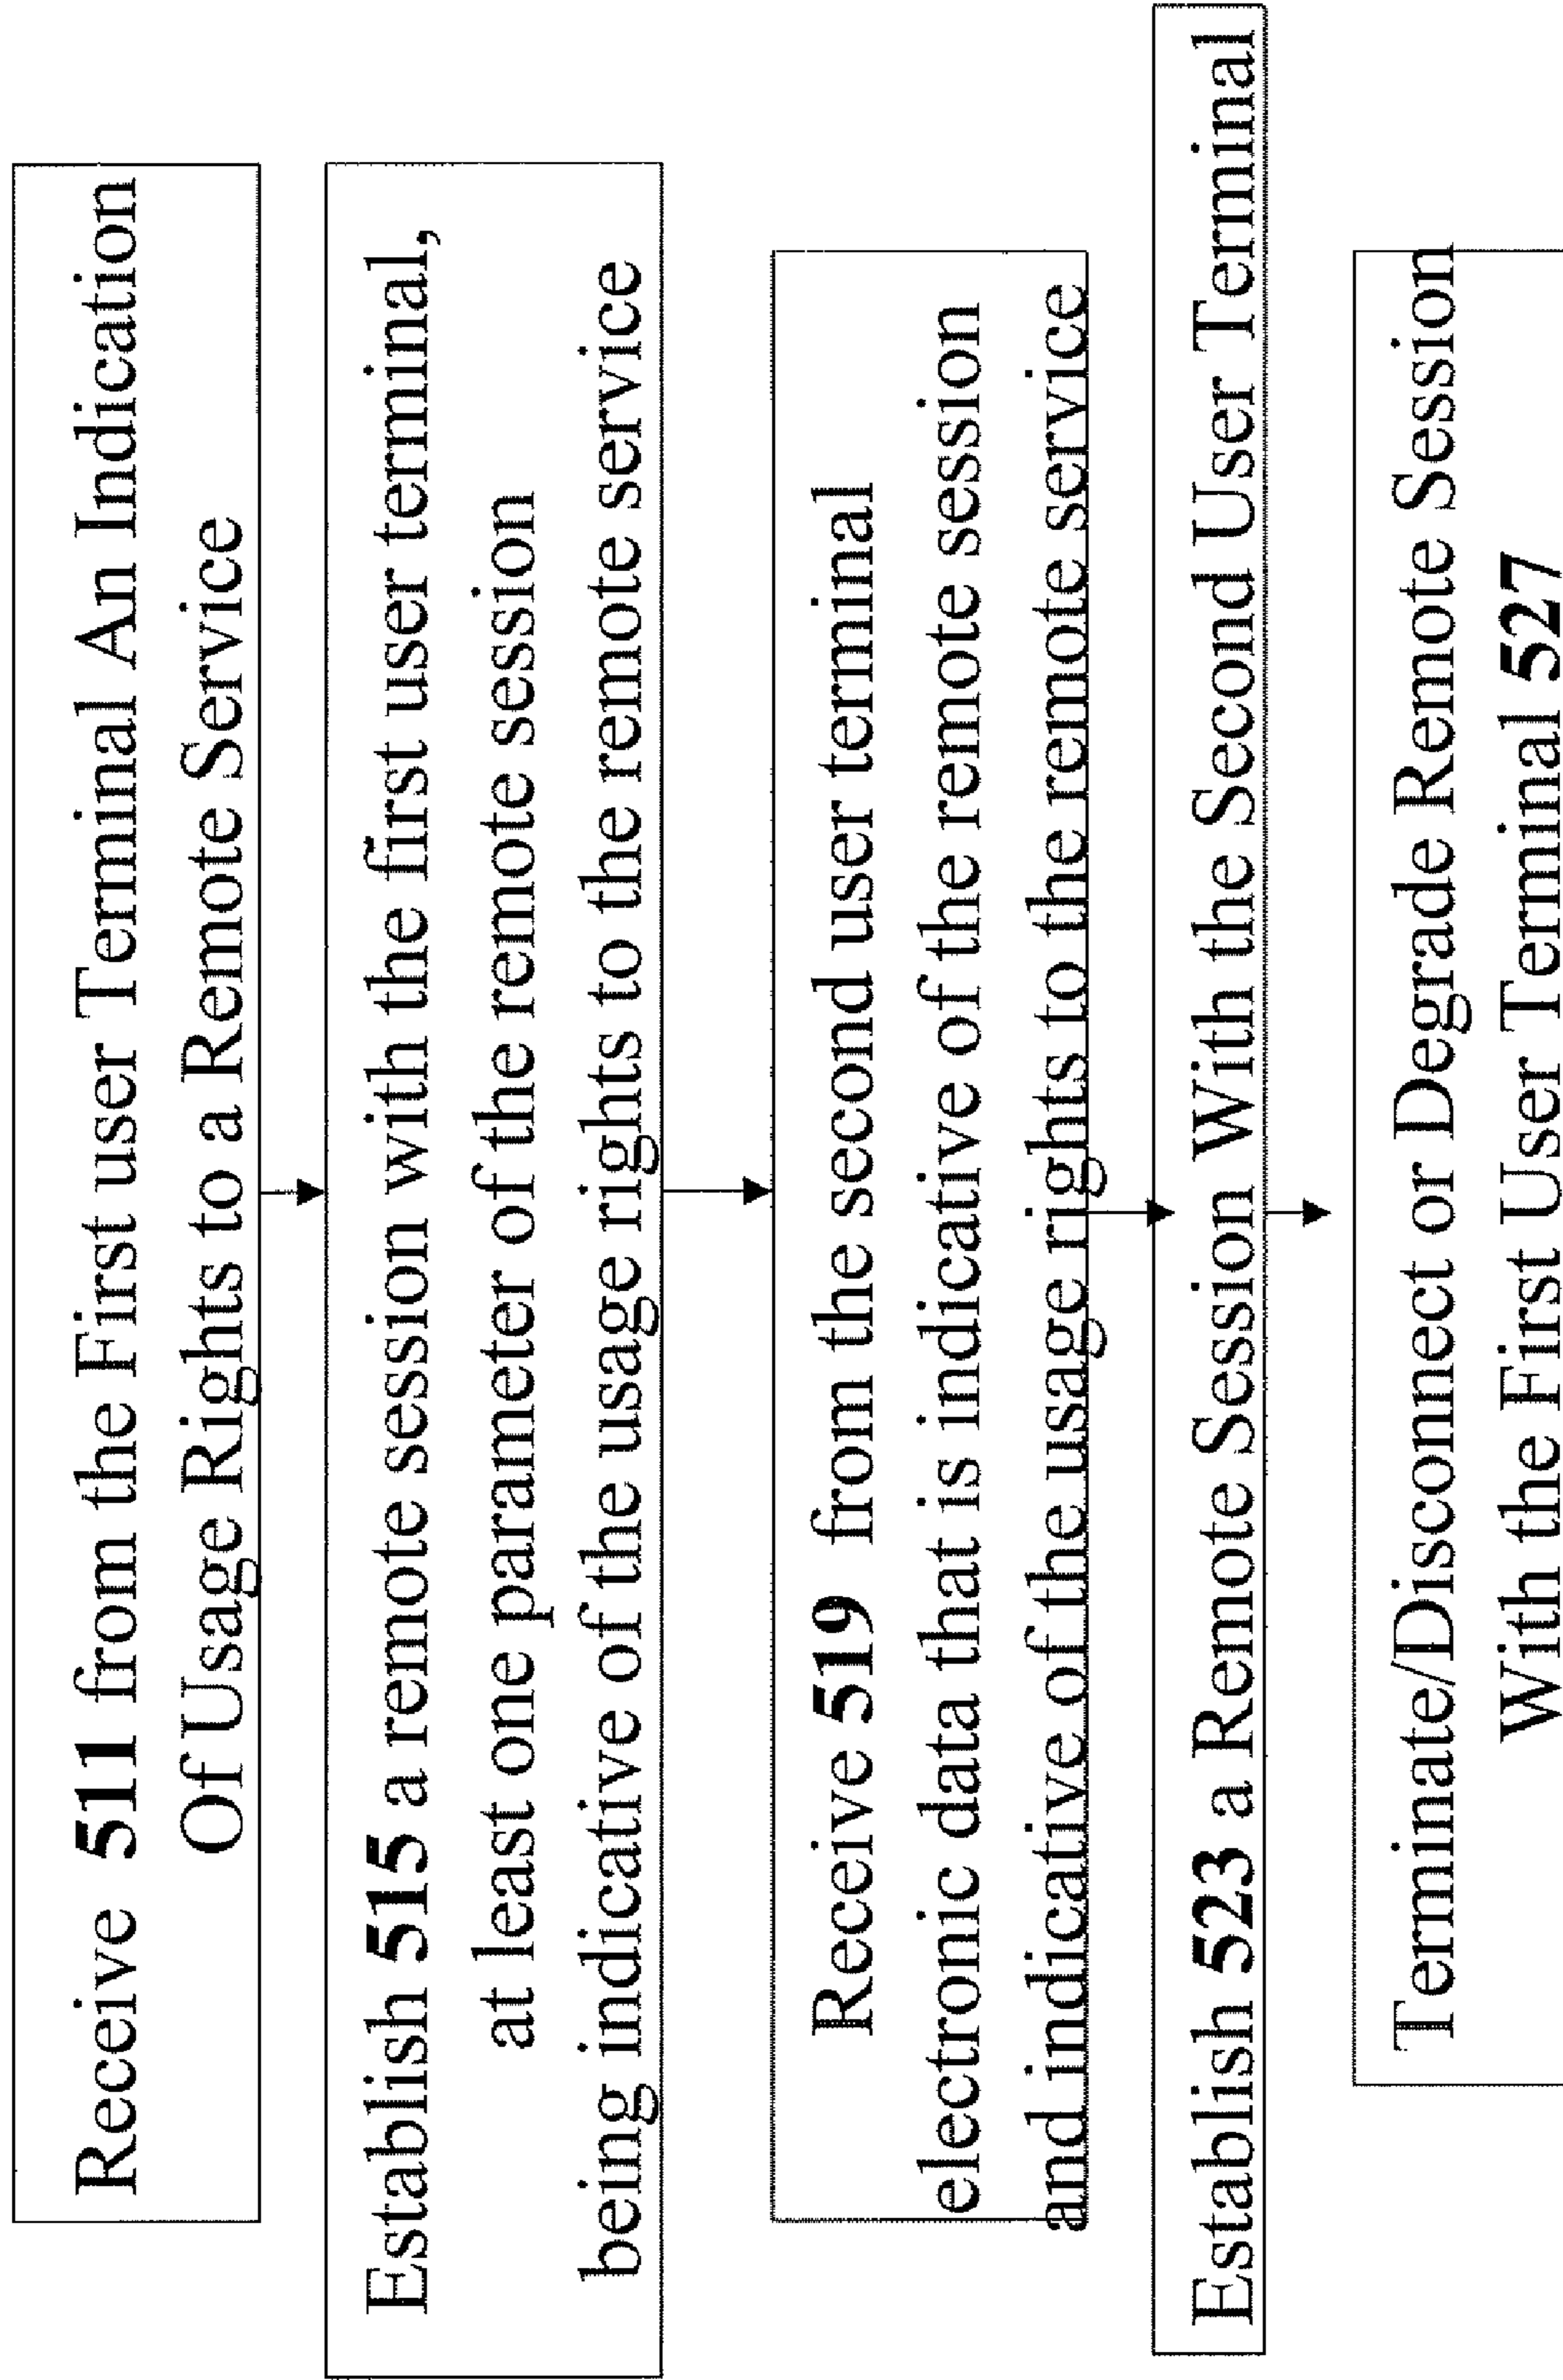 Receive 511 from the First user Terminal An Indication
Of Usage Rights to a Remote Service
Establish 515 a remote session with the first user terminal,
at least one parameter of the remote session
being indicative of the usage rights to the remote service
Receive 519 from the second user terminal
electronic data that is indicative of the remote session
and indicative of the usage rights to the remote service
Establish 523 a Remote Session With the Second User Terminal
Terminate/Disconnect or Degrade Remote Session
With the First User Terminal 527